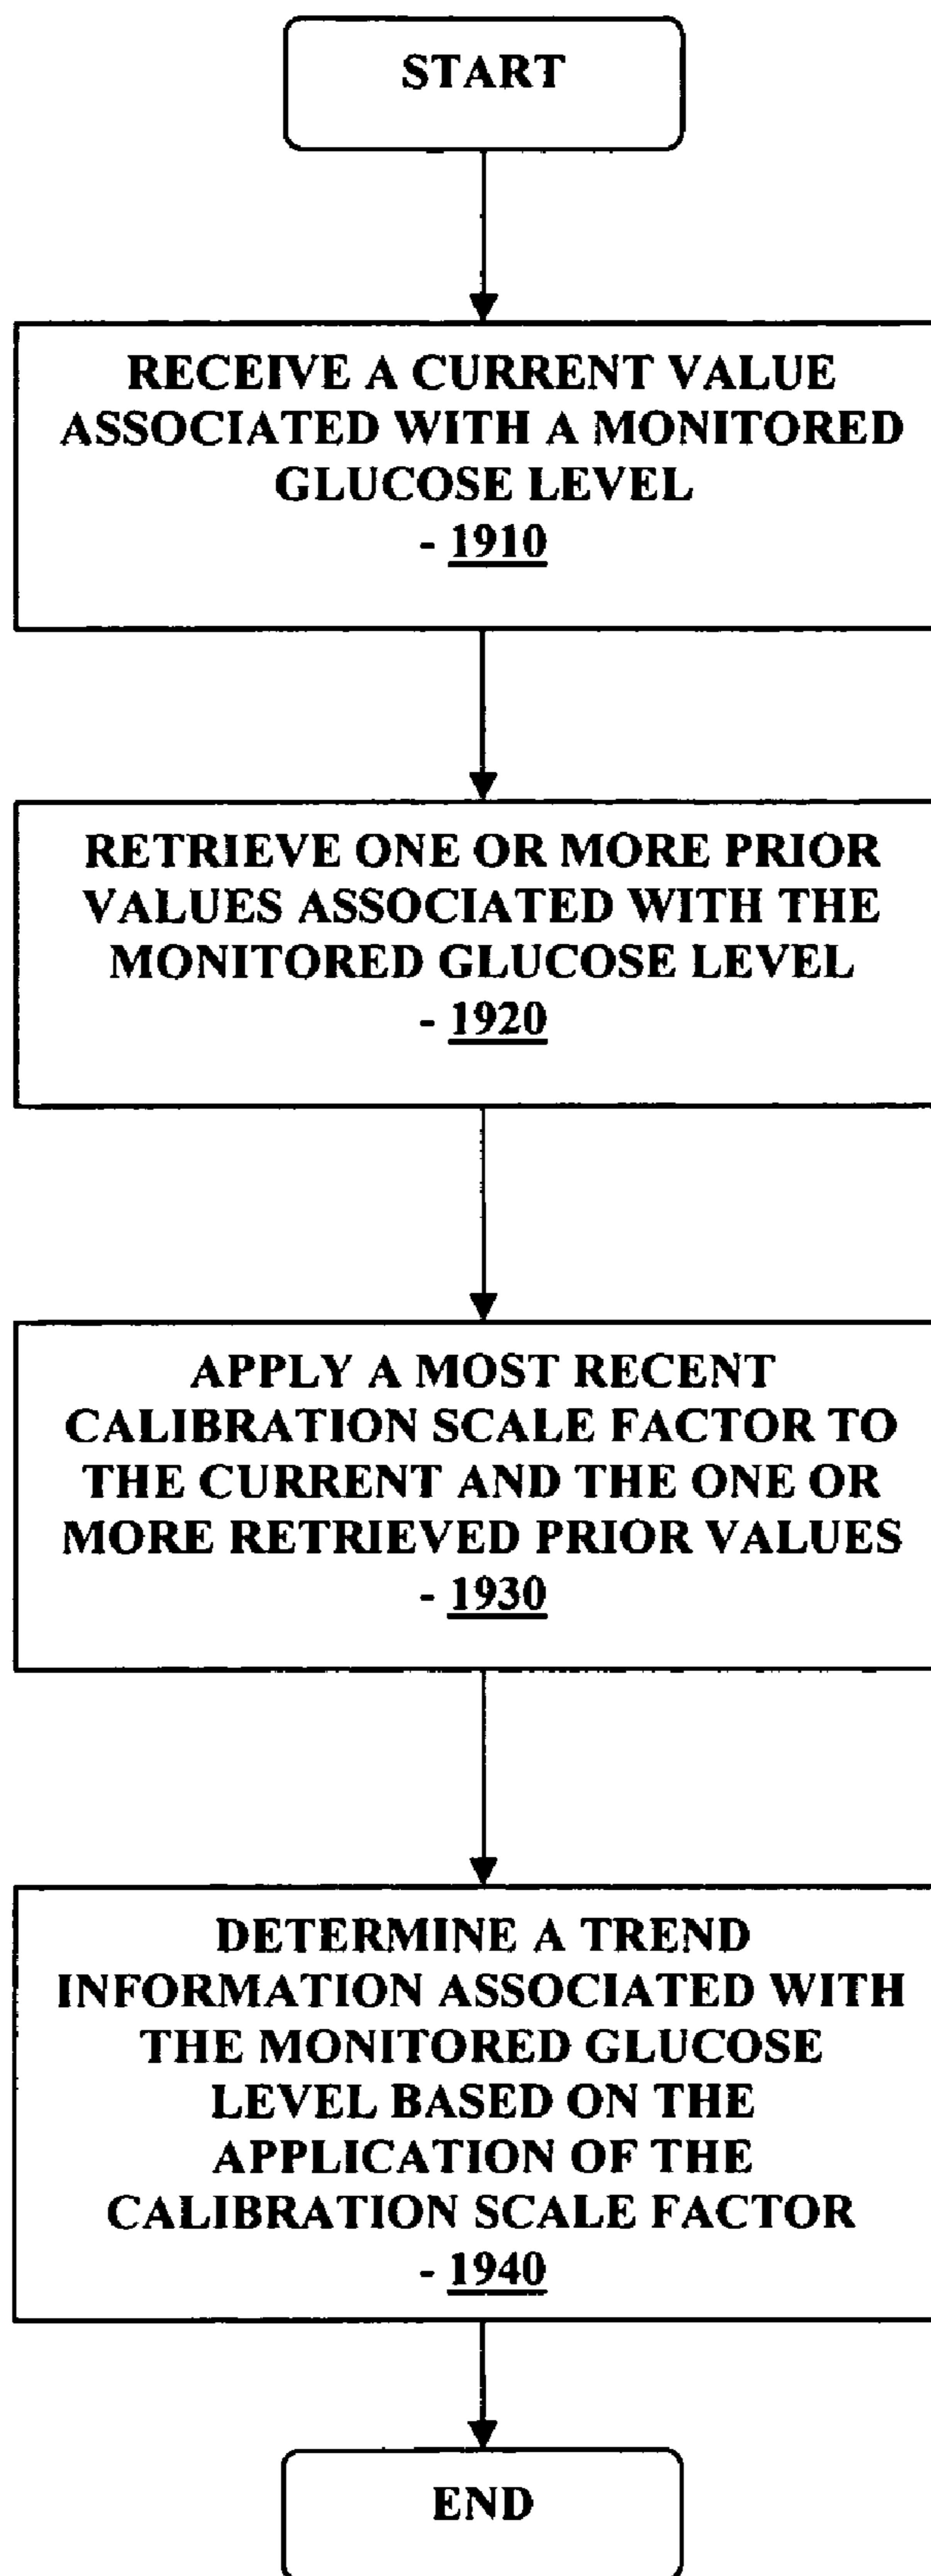 START
RECEIVE A CURRENT VALUE
ASSOCIATED WITH A MONITORED
GLUCOSE LEVEL
- 1910
RETRIEVE ONE OR MORE PRIOR
VALUES ASSOCIATED WITH THE
MONITORED GLUCOSE LEVEL
- 1920
APPLY A MOST RECENT
CALIBRATION SCALE FACTOR TO
THE CURRENT AND THE ONE OR
MORE RETRIEVED PRIOR VALUES
- 1930
DETERMINE A TREND
INFORMATION ASSOCIATED WITH
THE MONITORED GLUCOSE
LEVEL BASED ON THE
APPLICATION OF THE
CALIBRATION SCALE FACTOR
- 1940
END